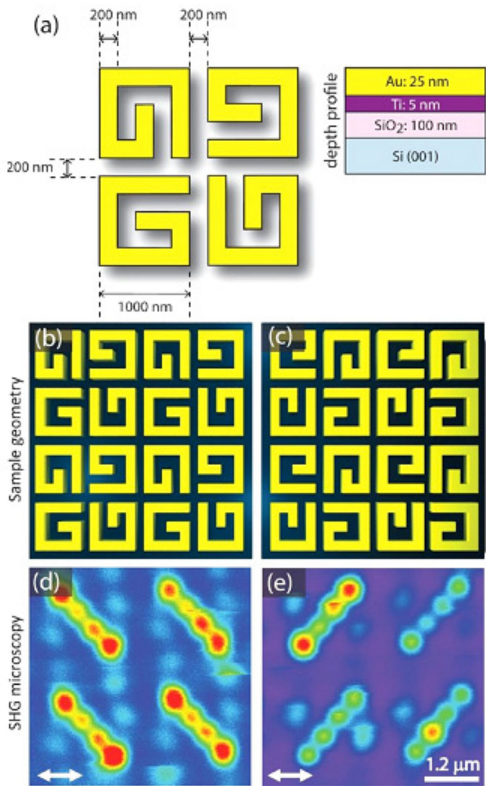 (a)
200 nm
200 nm
200 nm
1000 nm
depth profile
Au: 25 nm
Ti: 5 nm
SiO₂: 100 nm
Si (001)
Sample geometry
(b)
(c)
SHG microscopy
(d)
(e)
1.2 μm